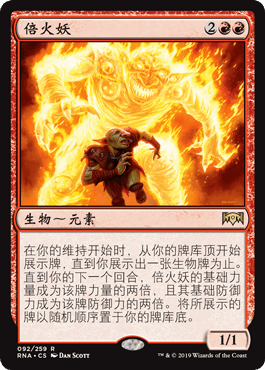 倍火妖 2
生物～元素
在你的维持开始时，从你的牌库顶开始
展示牌，直到你展示出一张生物牌为止。
直到你的下一个回合，倍火妖的基础力
量成为该牌力量的两倍，且其基础防御
力成为该牌防御力的两倍。将所展示的
牌以随机顺序置于你的牌库底。
1/1
092/259 R
RNA • CS DAN SCOTT
™ & © 2019 Wizards of the Coast